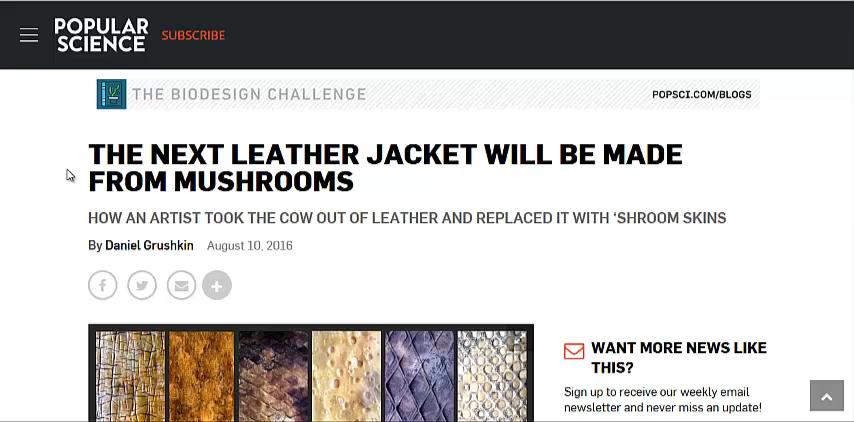 POPULAR
SCIENCE
SUBSCRIBE
THE BIODESIGN CHALLENGE
POPSCI.COM/BLOGS
THE NEXT LEATHER JACKET WILL BE MADE
FROM MUSHROOMS
HOW AN ARTIST TOOK THE COW OUT OF LEATHER AND REPLACED IT WITH ‘SHROOM SKINS
By Daniel Grushkin August 10, 2016
WANT MORE NEWS LIKE
THIS?
Sign up to receive our weekly email
newsletter and never miss an update!